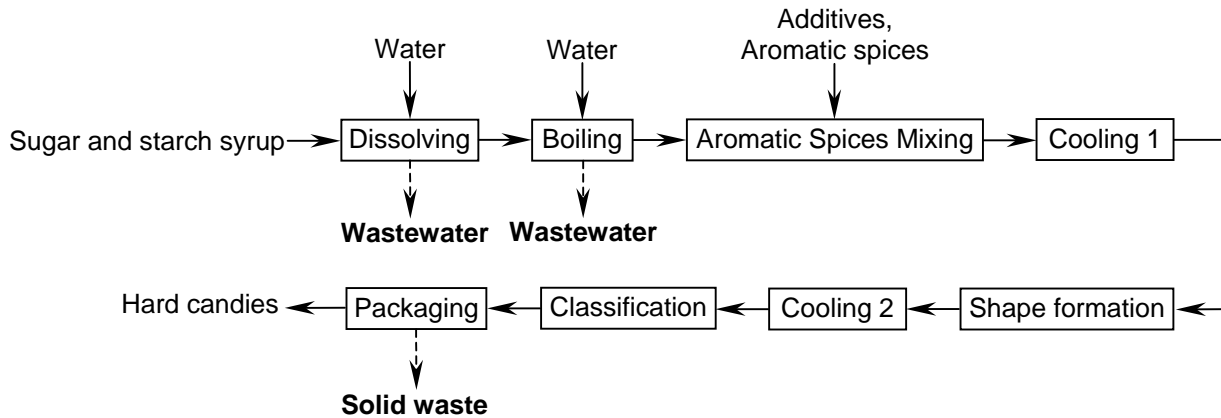 Additives,
Water
Water
Aromatic spices
Sugar and starch syrup
Dissolving
Boiling
Aromatic Spices Mixing
Cooling 1
Wastewater
Wastewater
Hard candies
Packaging
Classification
Cooling 2
Shape formation
Solid waste